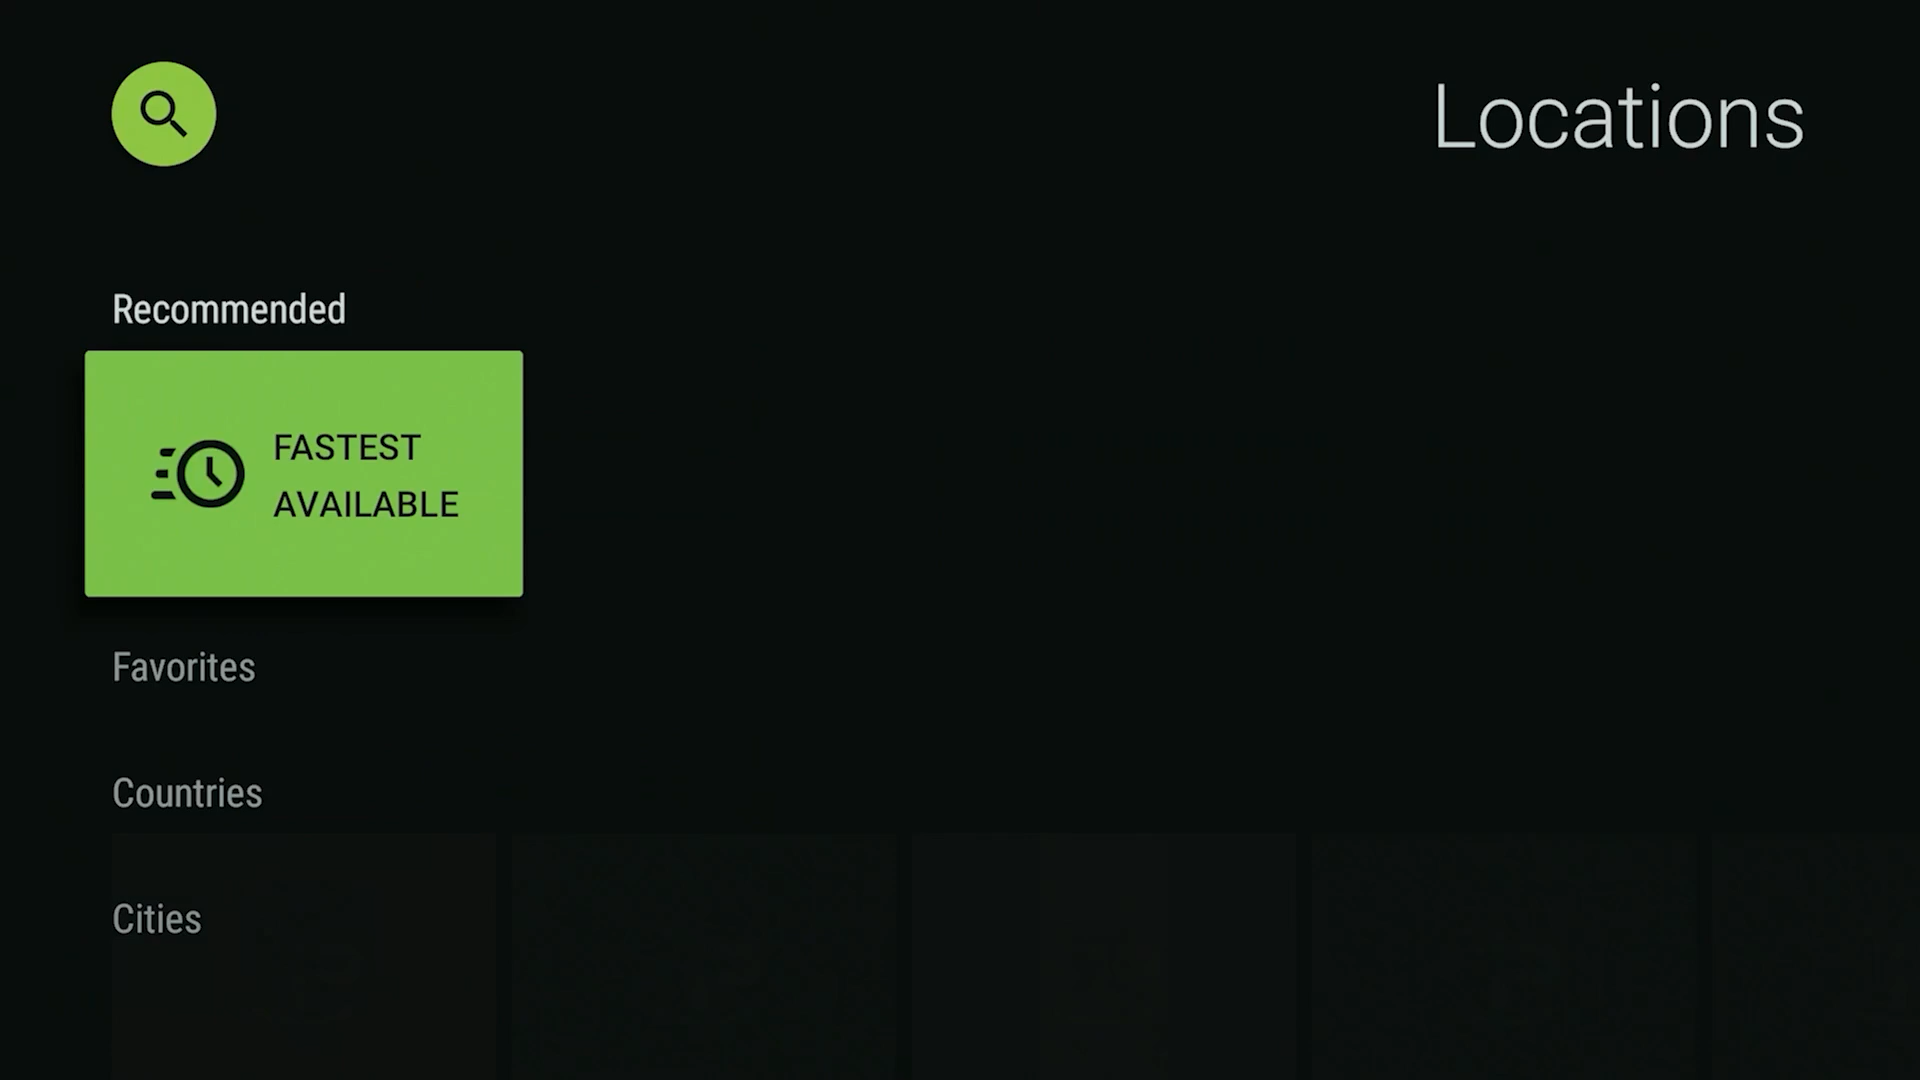 Locations
Recommended
FASTEST
AVAILABLE
Favorites
Countries
Cities